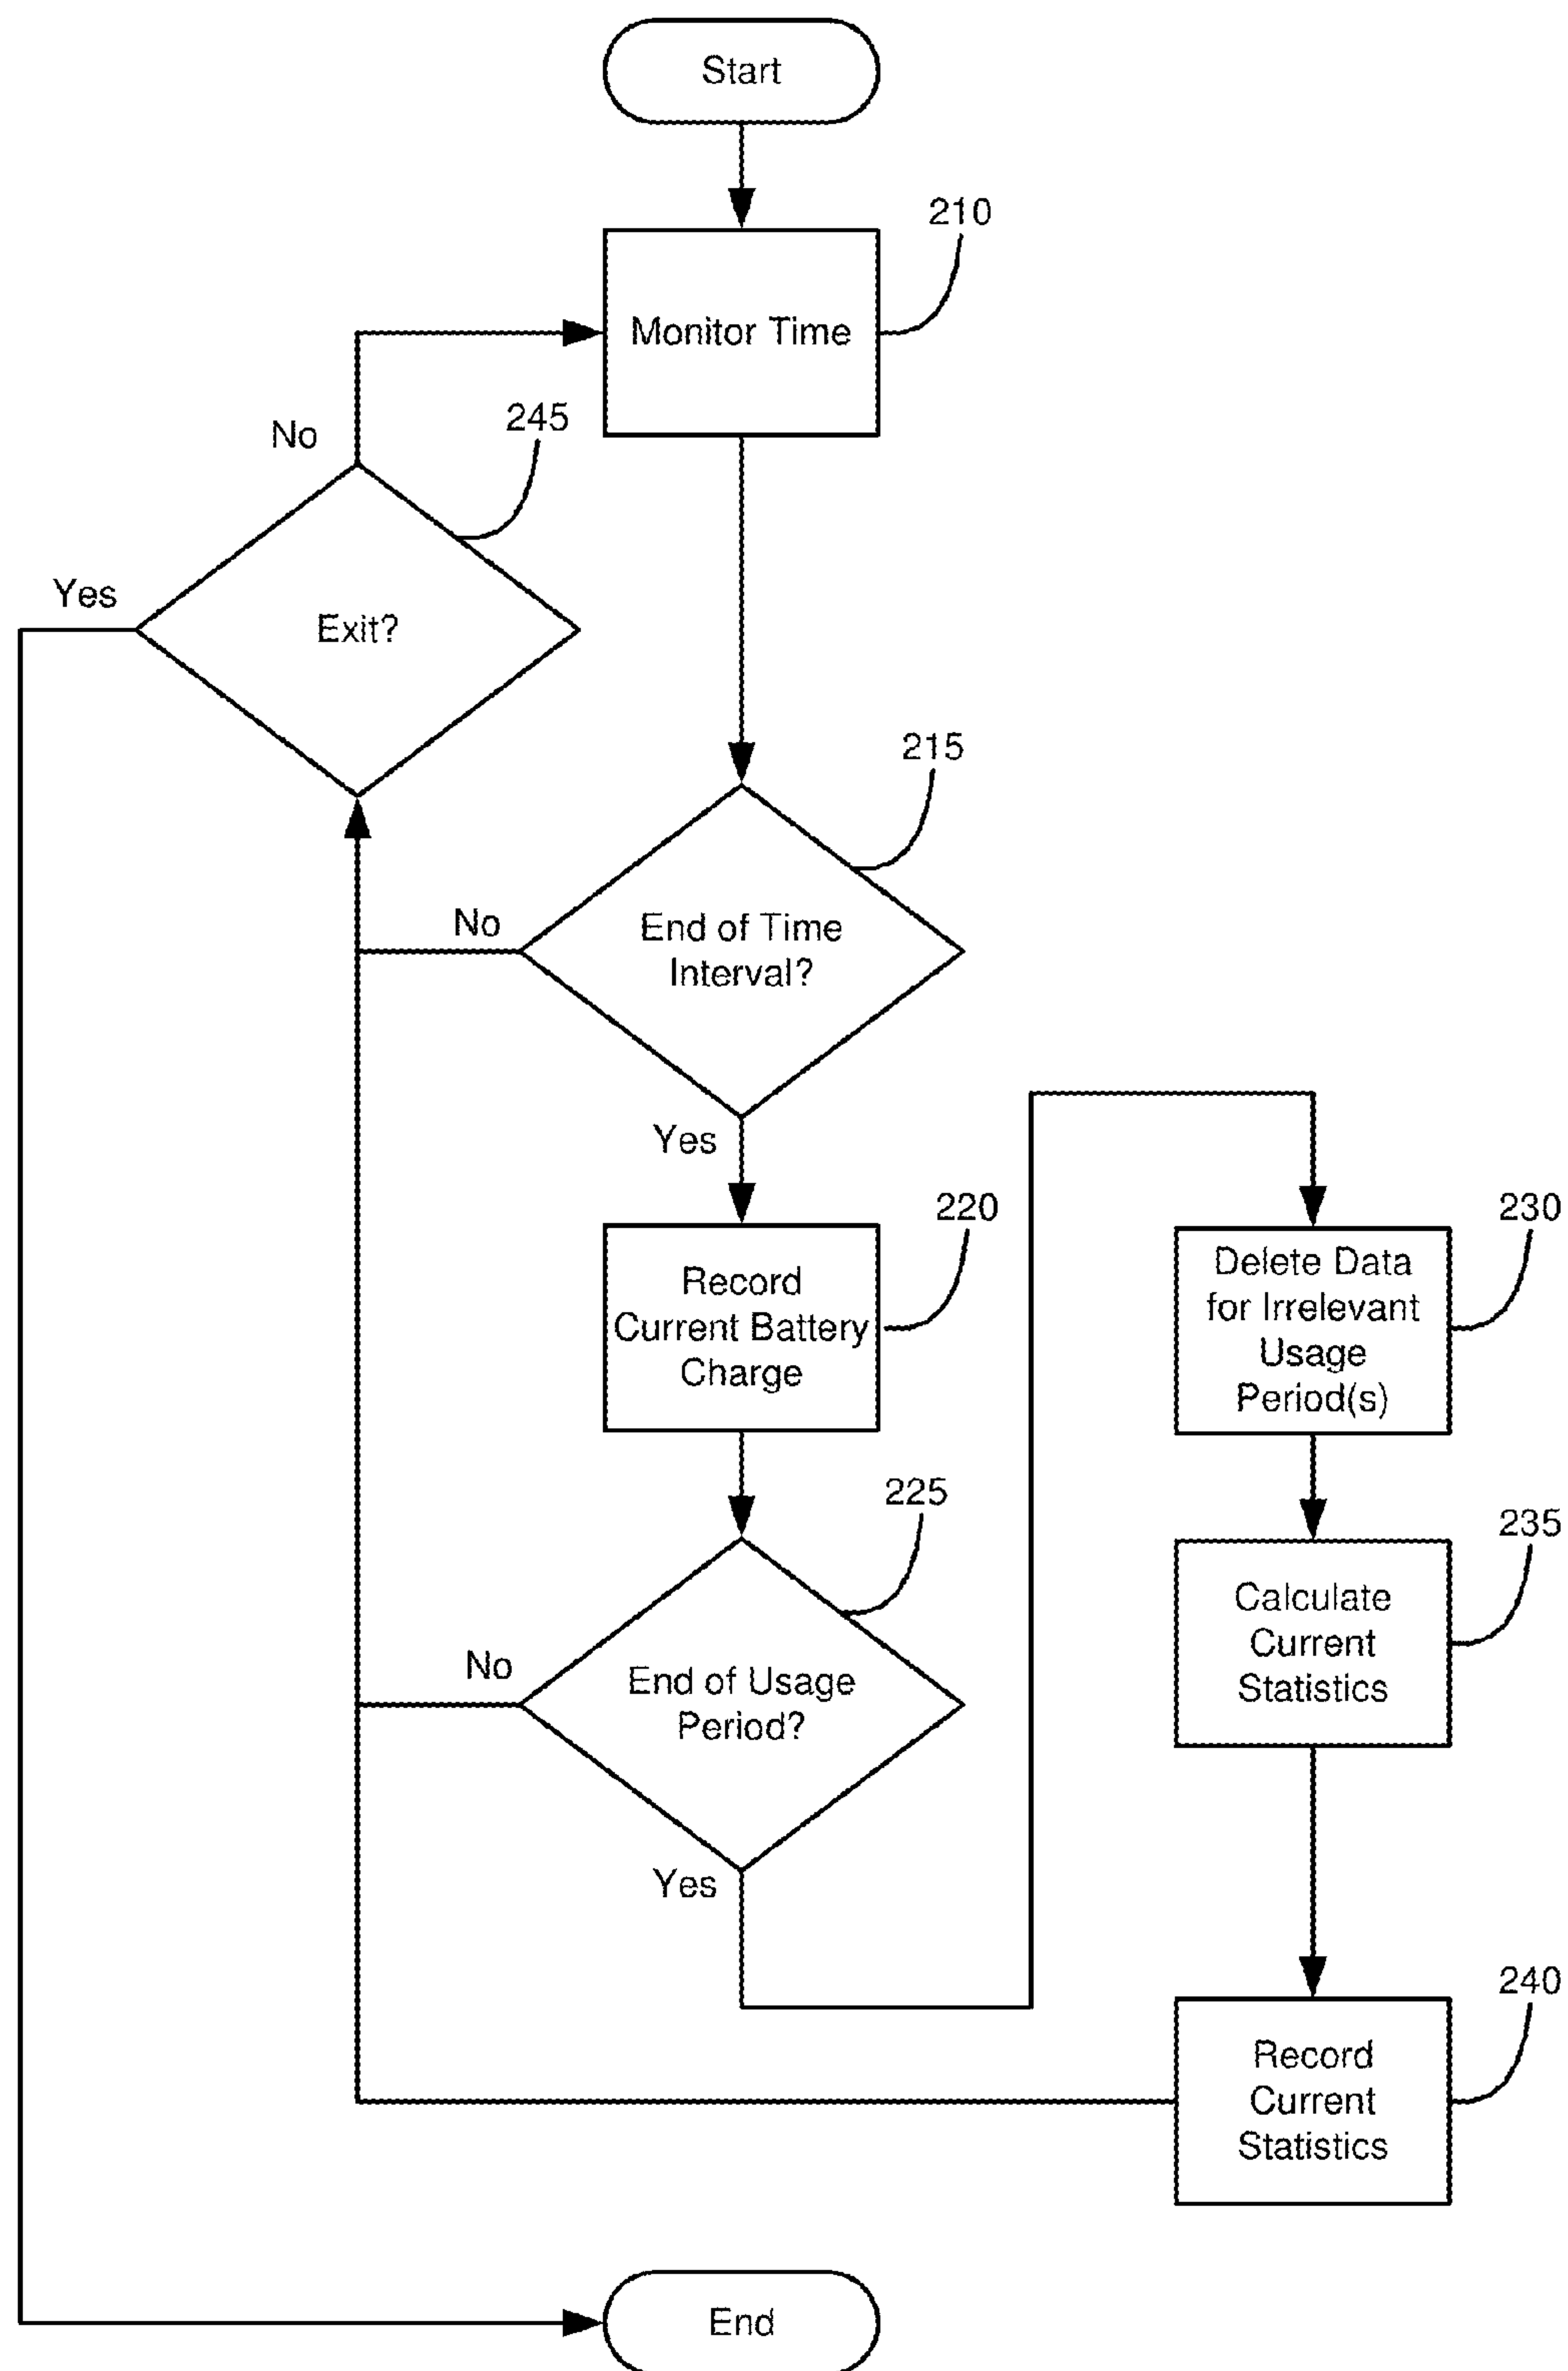 Start
210
Monitor Time
No
245
Yes
Exit?
215
No
End of Time
Interval?
Yes
220
Record
Current Battery
Charge
225
No
End of Usage
Period?
Yes
230
Delete Data
for Irrelevant
Usage
Period(s)
235
Calculate
Current
Statistics
240
Record
Current
Statistics
End